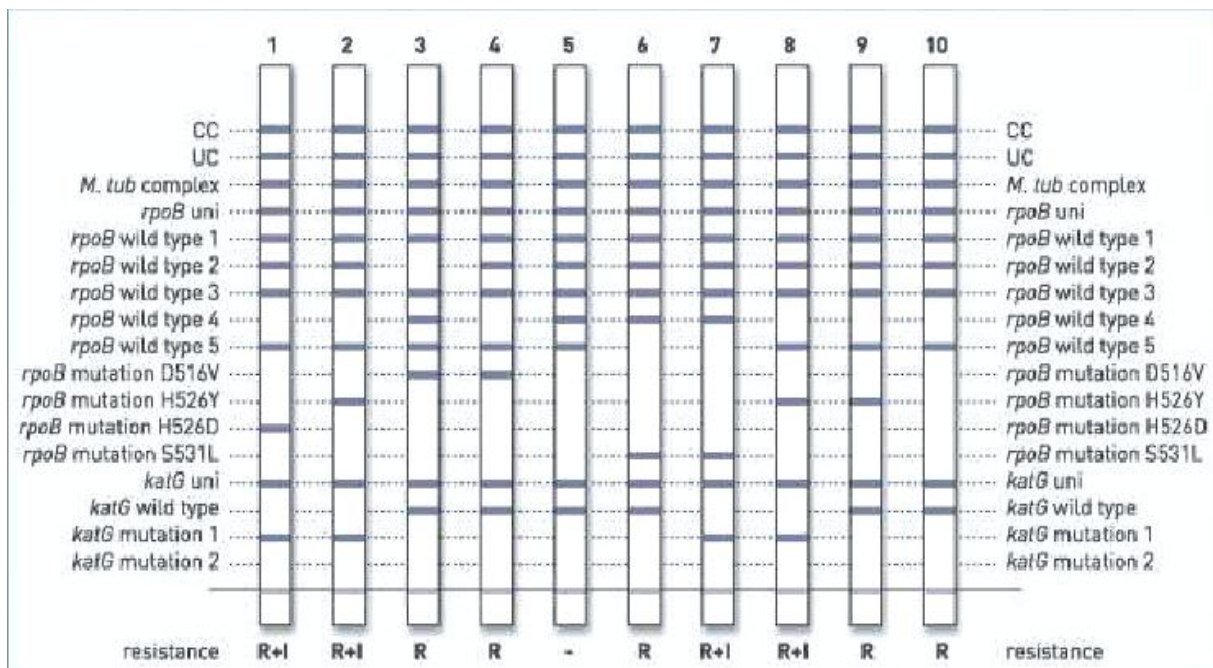 1 2 3 4 5 6 7 8 9 10
CC CC
UC UC
M. tub complex M. tub complex
rpoB uni rpoB uni
rpoB wild type 1 rpoB wild type 1
rpoB wild type 2 rpoB wild type 2
rpoB wild type 3 rpoB wild type 3
rpoB wild type 4 rpoB wild type 4
rpoB wild type 5 rpoB wild type 5
rpoB mutation D516V rpoB mutation D516V
rpoB mutation H526Y rpoB mutation H526Y
rpoB mutation H526D rpoB mutation H526D
rpoB mutation S531L rpoB mutation S531L
katG uni katG uni
katG wild type katG wild type
katG mutation 1 katG mutation 1
katG mutation 2 katG mutation 2
resistance R+I R+I R R - R R+I R+I R R resistance